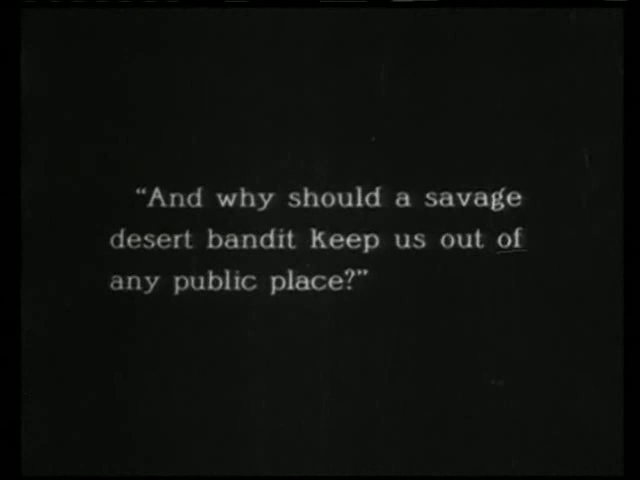 “And why should a savage
desert bandit keep us out of
any public place?”